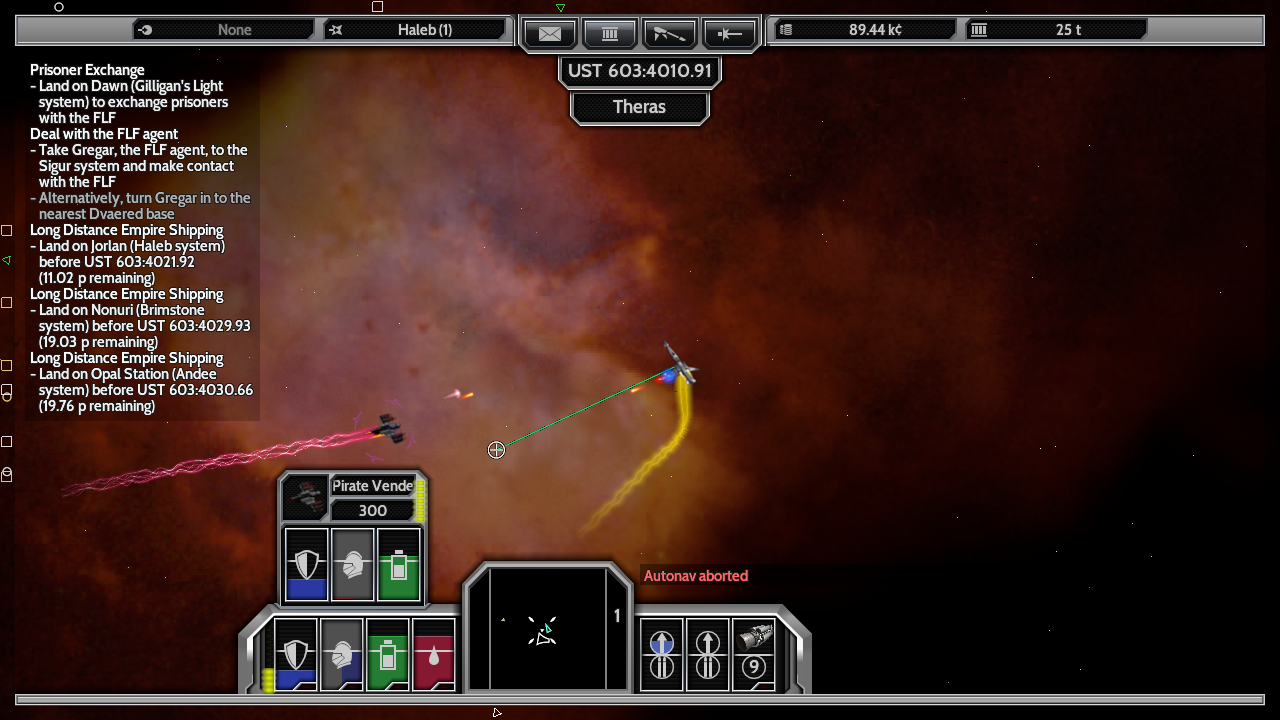 None
Haleb (1)
89.44 k¢
25 t
UST 603:4010.91
Theras
Prisoner Exchange
- Land on Dawn (Gilligan's Light
system) to exchange prisoners
with the FLF
Deal with the FLF agent
- Take Gregar, the FLF agent, to the
Sigur system and make contact
with the FLF
- Alternatively, turn Gregar in to the
nearest Dvaered base
Long Distance Empire Shipping
- Land on Jorlan (Haleb system)
before UST 603:4021.92
(11.02 p remaining)
Long Distance Empire Shipping
- Land on Nonuri (Brimstone
system) before UST 603:4029.93
(19.03 p remaining)
Long Distance Empire Shipping
- Land on Opal Station (Andee
system) before UST 603:4030.66
(19.76 p remaining)
Pirate Vende
300
Autonav aborted
1
9